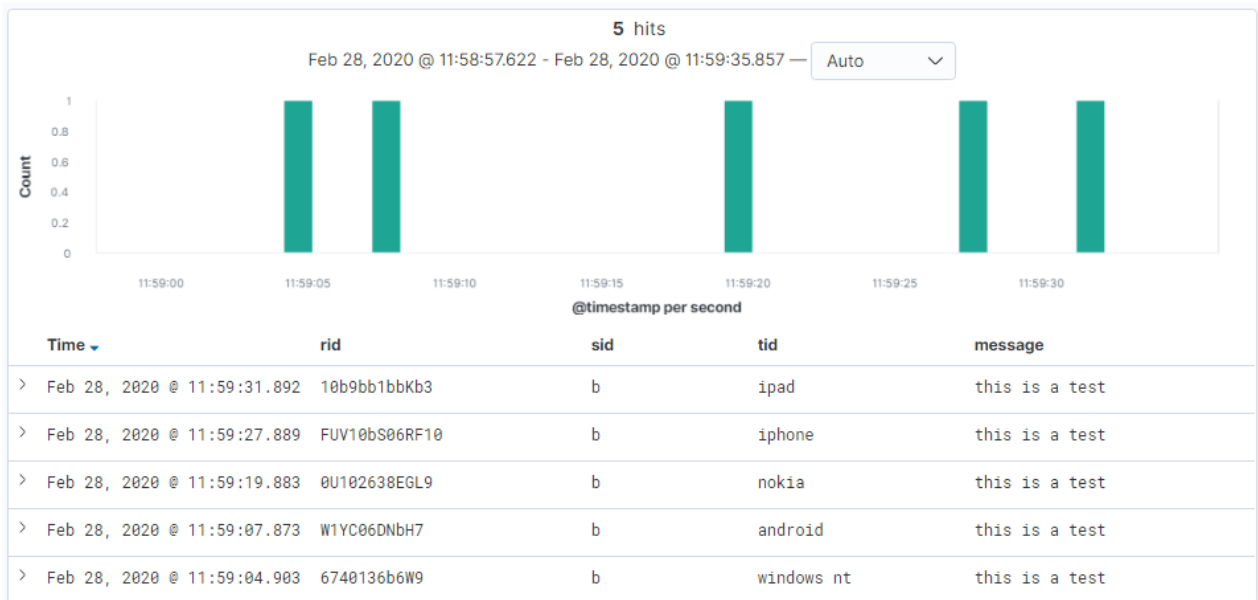 5 hits
Feb 28, 2020 @ 11:58:57.622 - Feb 28, 2020 @ 11:59:35.857 — Auto
1
0.8
0.6
0.4
0.2
0
Count
11:59:00 11:59:05 11:59:10 11:59:15 11:59:20 11:59:25 11:59:30
@timestamp per second
Time rid sid tid message
Feb 28, 2020 @ 11:59:31.892 10b9bb1bbKb3 b ipad this is a test
Feb 28, 2020 @ 11:59:27.889 FUV10bS06RF10 b iphone this is a test
Feb 28, 2020 @ 11:59:19.883 0U102638EGL9 b nokia this is a test
Feb 28, 2020 @ 11:59:07.873 W1YC06DNbH7 b android this is a test
Feb 28, 2020 @ 11:59:04.903 6740136b6W9 b windows nt this is a test